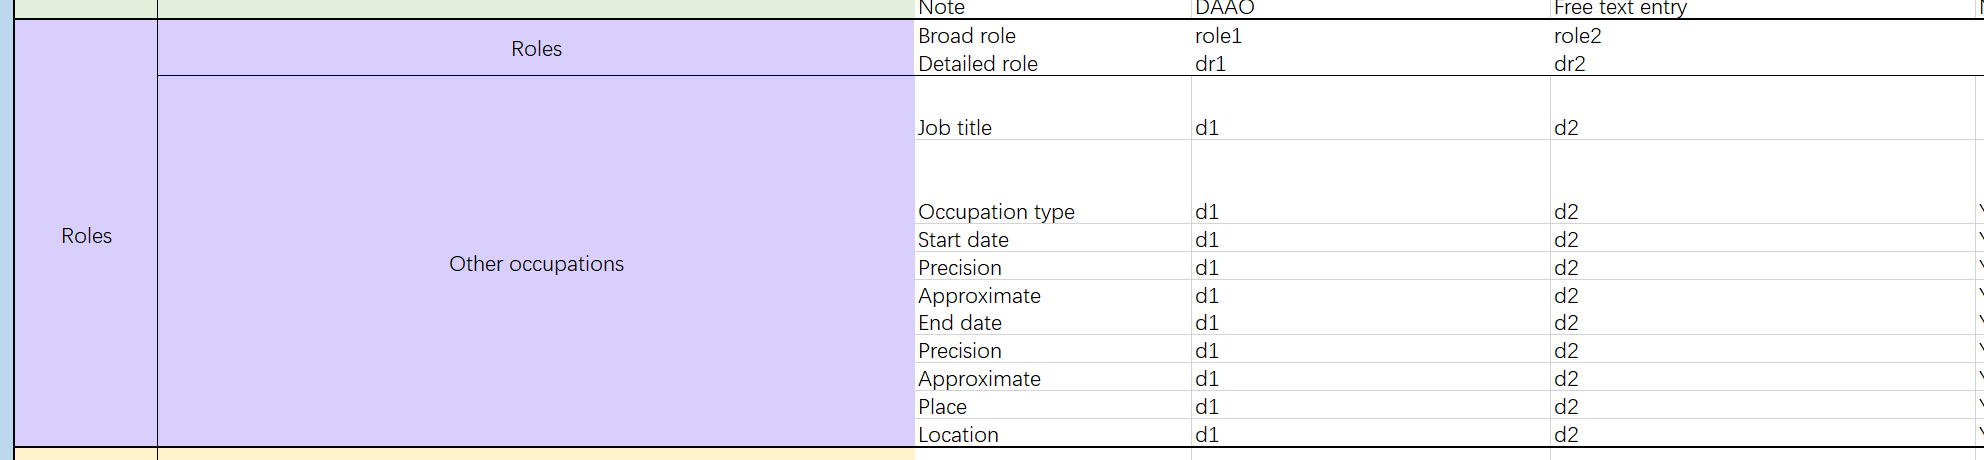 Note DAAO Free text entry
Broad role role1 role2
Roles
Detailed role dr1 dr2
Job title d1 d2
Occupation type d1 d2
Roles
Start date d1 d2
Other occupations
Precision d1 d2
Approximate d1 d2
End date d1 d2
Precision d1 d2
Approximate d1 d2
Place d1 d2
Location d1 d2